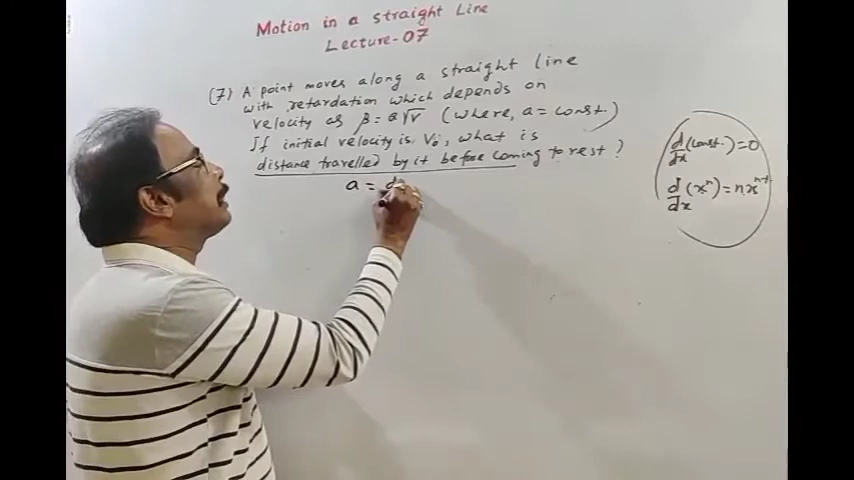 Motion in a straight Line
Lecture-07
(7) A point moves along a straight line
with retardation which depends on
velocity as β = a√v (where, a = const.)
If initial velocity is V₀, what is
distance travelled by it before coming to rest ?
a = d
d/dx (const.) = 0
d/dx (xⁿ) = n xⁿ⁻¹